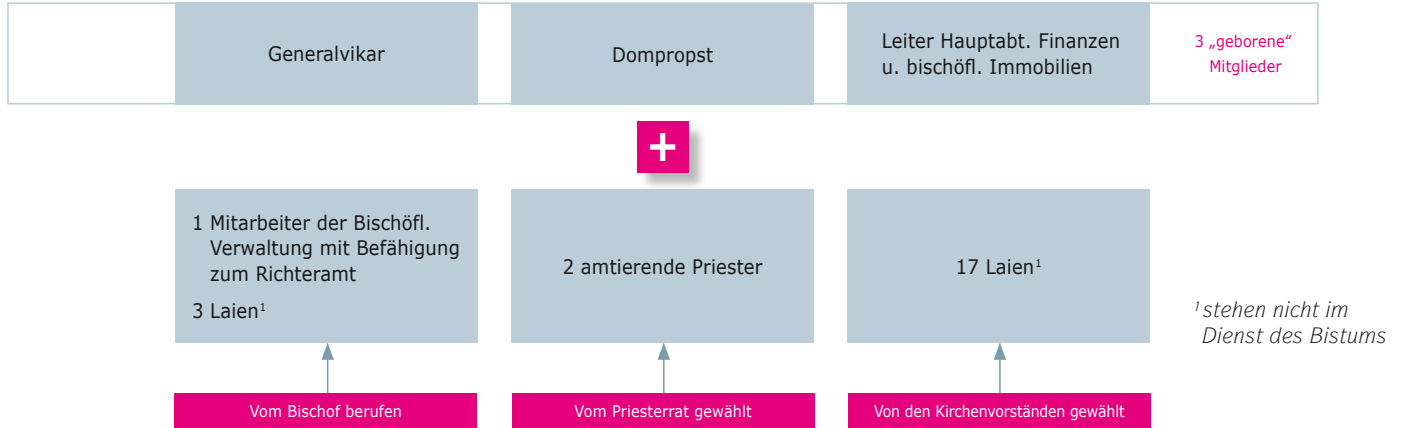 Generalvikar
Dompropst
Leiter Hauptabt. Finanzen
u. bischöfl. Immobilien
3 „geborene“
Mitglieder
+
1 Mitarbeiter der Bischöfl.
Verwaltung mit Befähigung
zum Richteramt
3 Laien¹
2 amtierende Priester
17 Laien¹
¹ stehen nicht im
Dienst des Bistums
Vom Bischof berufen
Vom Priesterrat gewählt
Von den Kirchenvorständen gewählt